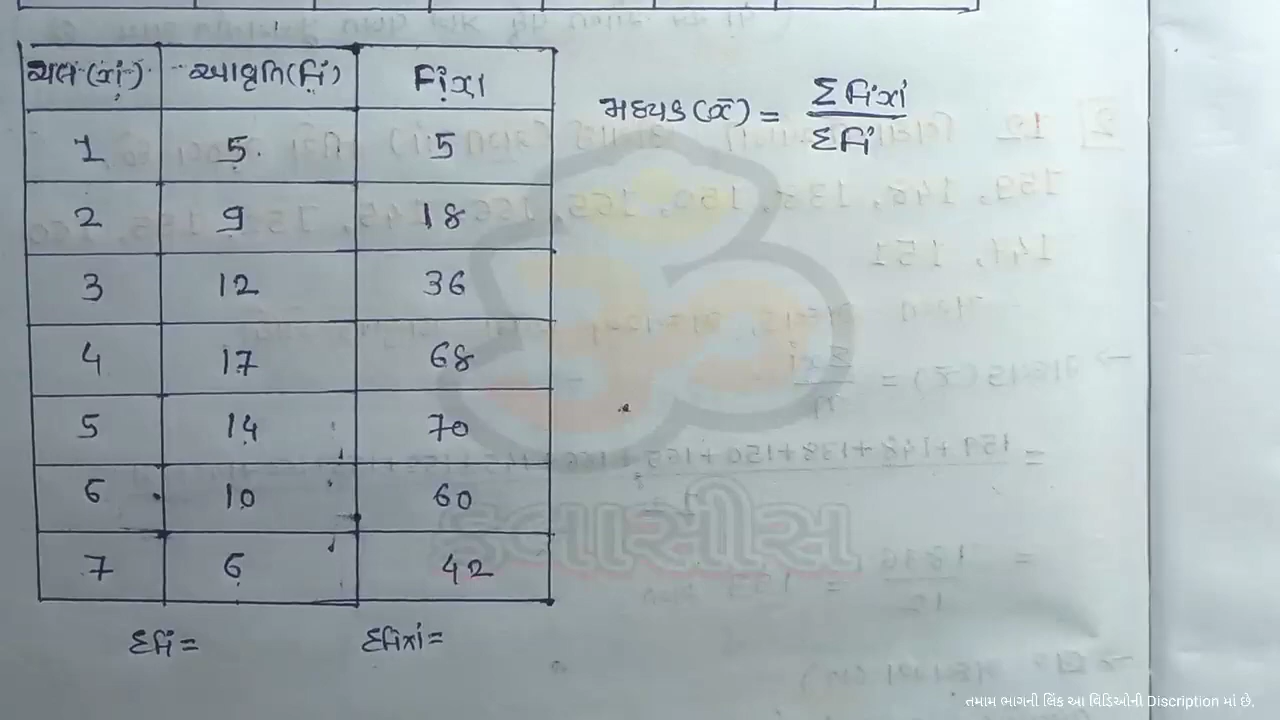 ચલ (xi) આવૃતિ (fi) Fixi
1 5 5
2 9 18
3 12 36
4 17 68
5 14 70
6 10 60
7 6 42
Σfi = Σfixi =
મધ્યક (x̄) = Σfixi / Σfi
ક્લાસીસ
તમામ ભાગની લિંક આ વિડિઓની Discription માં છે.